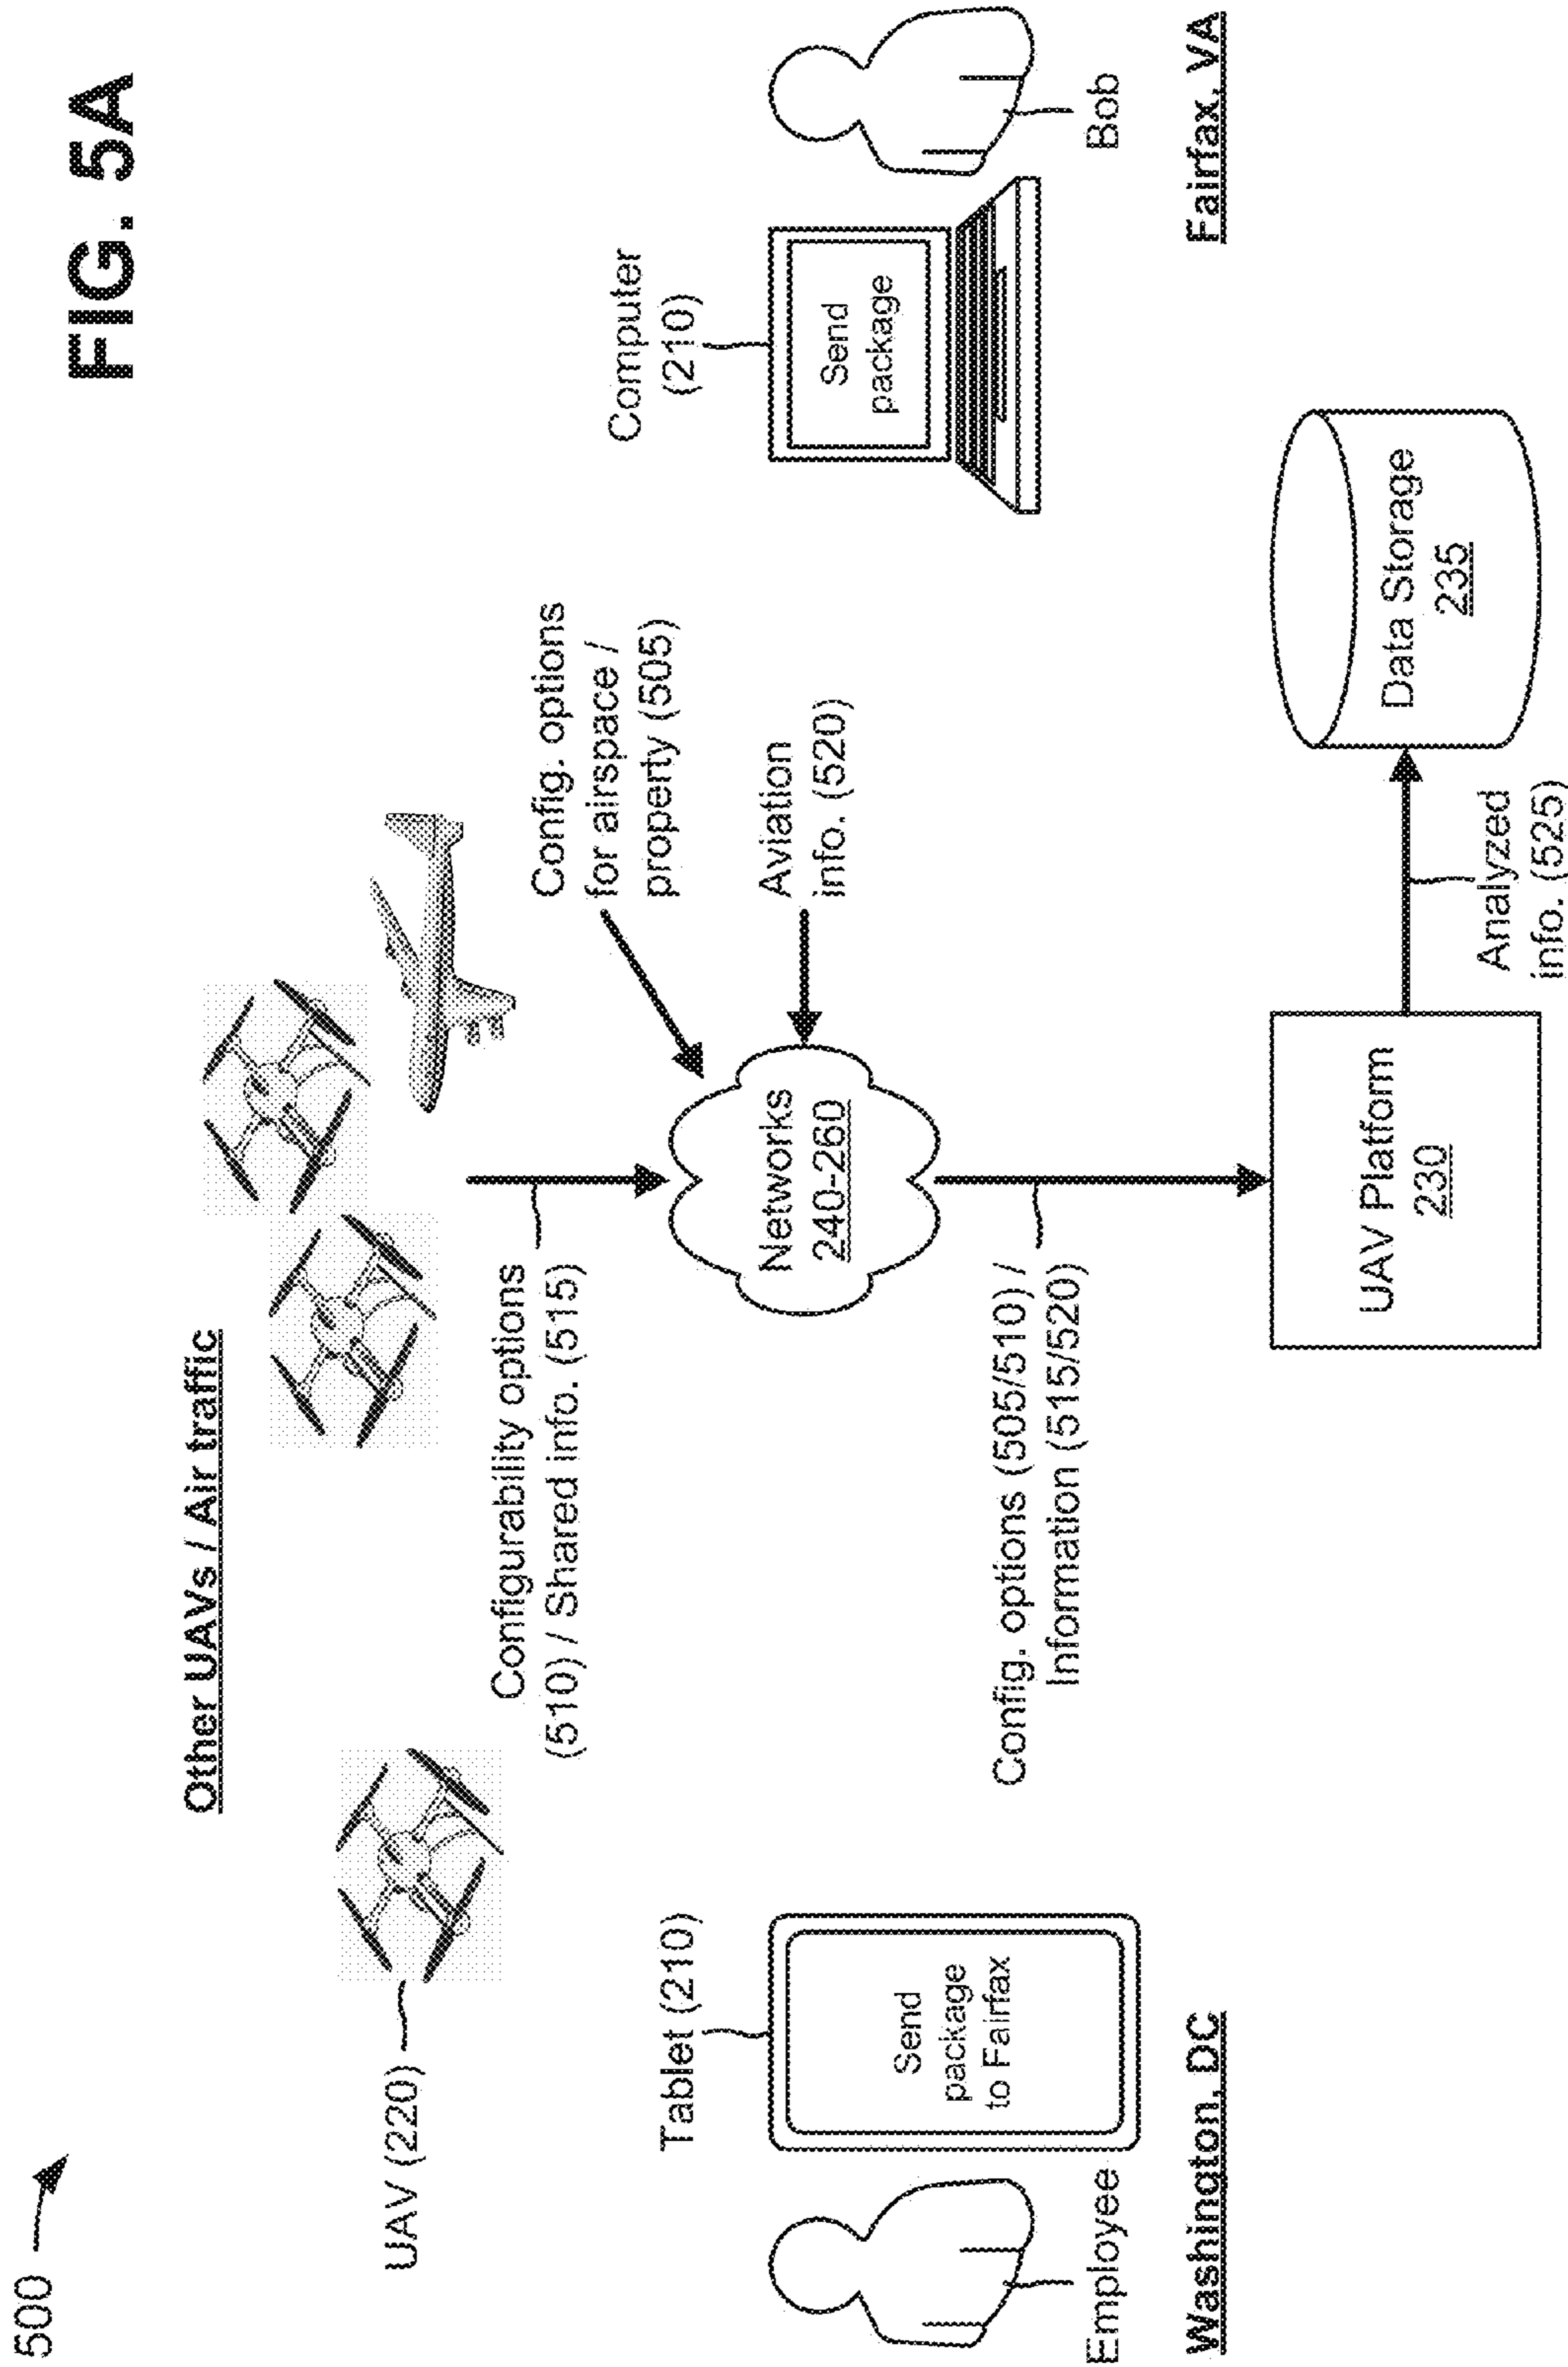 FIG. 5A
500
Other UAVs / Air traffic
UAV (220)
Configurability options
(510) / Shared info. (515)
Config. options
for airspace /
property (505)
Tablet (210)
Computer
(210)
Send
package
to Fairfax
Networks
240-260
Aviation
info. (520)
Send
package
Config. options (505/510) /
Information (515/520)
Employee
Bob
Washington, DC
Fairfax, VA
UAV Platform
230
Data Storage
235
Analyzed
info. (525)